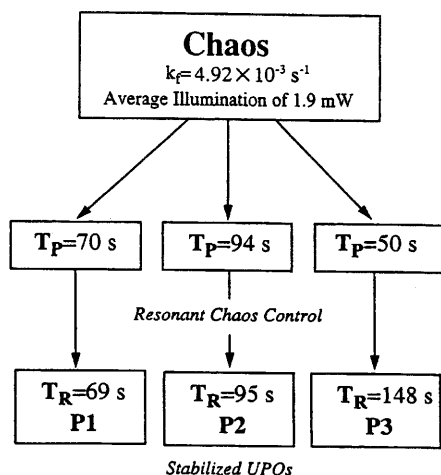 Chaos
k_f=4.92×10^-3 s^-1
Average Illumination of 1.9 mW
T_P=70 s
T_P=94 s
T_P=50 s
Resonant Chaos Control
T_R=69 s
P1
T_R=95 s
P2
T_R=148 s
P3
Stabilized UPOs